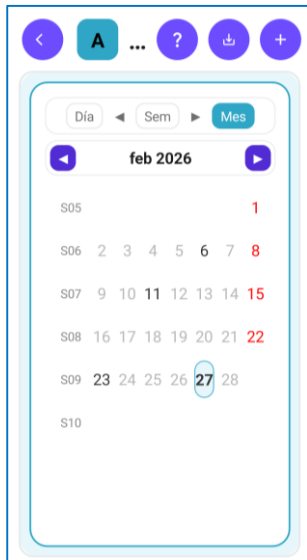 A ... ?  +
Día ◄ Sem ► Mes
◄ feb 2026 ►
S05 1
S06 2 3 4 5 6 7 8
S07 9 10 11 12 13 14 15
S08 16 17 18 19 20 21 22
S09 23 24 25 26 27 28
S10